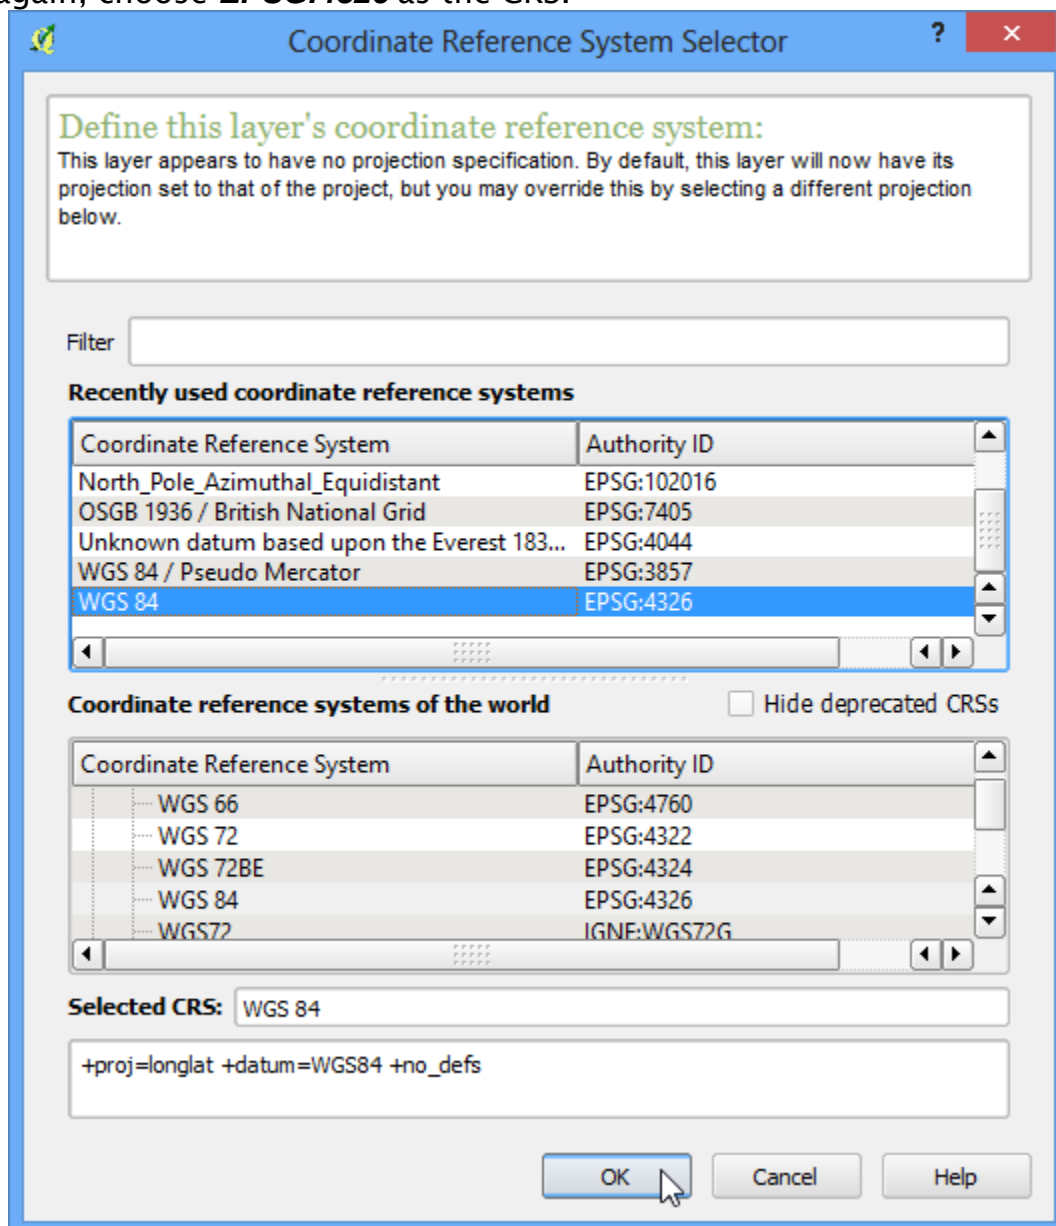 again, choose EPSG:4326 as the CRS.
Coordinate Reference System Selector
?
Define this layer's coordinate reference system:
This layer appears to have no projection specification. By default, this layer will now have its
projection set to that of the project, but you may override this by selecting a different projection
below.
Filter
Recently used coordinate reference systems
Coordinate Reference System Authority ID
North_Pole_Azimuthal_Equidistant EPSG:102016
OSGB 1936 / British National Grid EPSG:7405
Unknown datum based upon the Everest 183... EPSG:4044
WGS 84 / Pseudo Mercator EPSG:3857
WGS 84 EPSG:4326
Coordinate reference systems of the world Hide deprecated CRSs
Coordinate Reference System Authority ID
WGS 66 EPSG:4760
WGS 72 EPSG:4322
WGS 72BE EPSG:4324
WGS 84 EPSG:4326
WGS72 IGNF:WGS72G
Selected CRS: WGS 84
+proj=longlat +datum=WGS84 +no_defs
OK Cancel Help